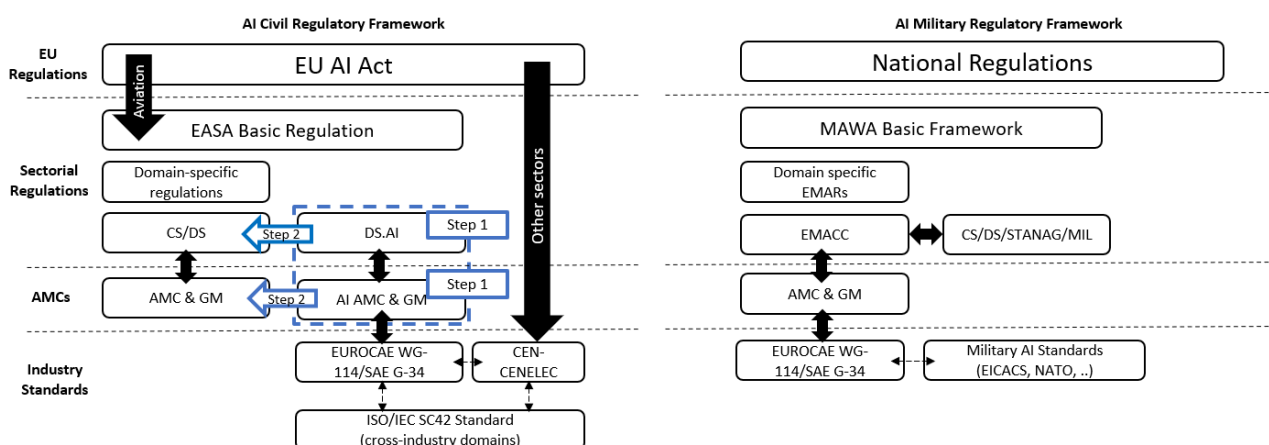 AI Civil Regulatory Framework
AI Military Regulatory Framework
EU
Regulations
EU AI Act
National Regulations
Aviation
Other sectors
EASA Basic Regulation
MAWA Basic Framework
Sectorial
Regulations
Domain-specific
regulations
Domain specific
EMARs
CS/DS
Step 2
DS.AI
Step 1
EMACC
CS/DS/STANAG/MIL
AMCs
AMC & GM
Step 2
AI AMC & GM
Step 1
AMC & GM
Industry
Standards
EUROCAE WG-
114/SAE G-34
CEN-
CENELEC
EUROCAE WG-
114/SAE G-34
Military AI Standards
(EICACS, NATO, ..)
ISO/IEC SC42 Standard
(cross-industry domains)